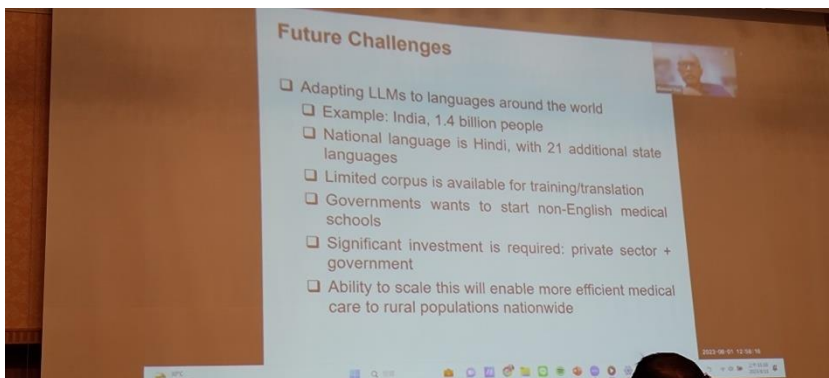 Future Challenges
❑ Adapting LLMs to languages around the world
❑ Example: India, 1.4 billion people
❑ National language is Hindi, with 21 additional state
languages
❑ Limited corpus is available for training/translation
❑ Governments wants to start non-English medical
schools
❑ Significant investment is required: private sector +
government
❑ Ability to scale this will enable more efficient medical
care to rural populations nationwide